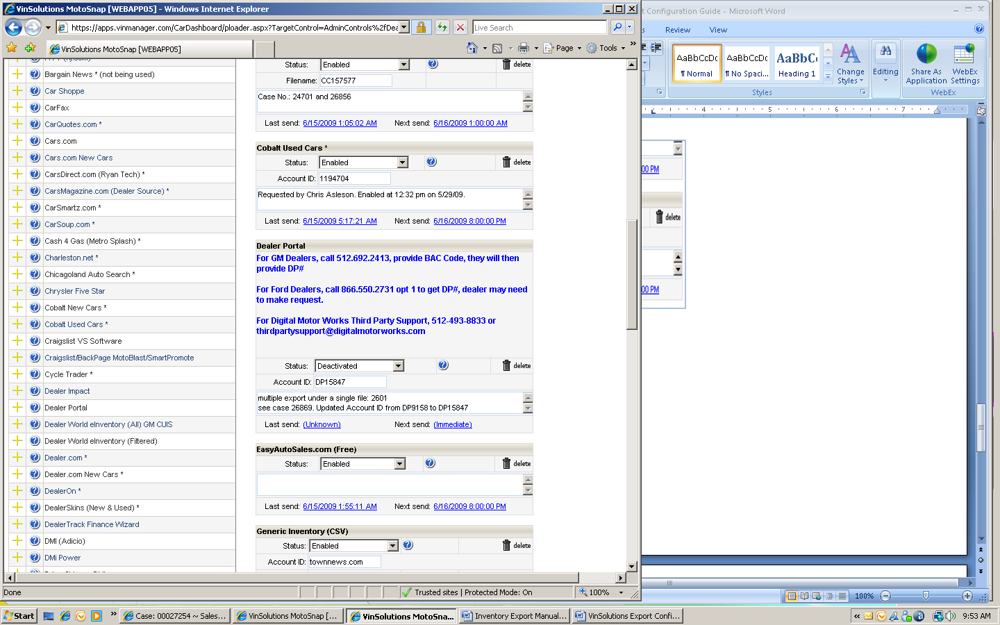 VinSolutions MotoSnap [WEBAPP05] - Windows Internet Explorer
https://apps.vinmanager.com/CarDashboard/ploader.aspx?TargetControl=AdminControls%2fDea
Live Search
VinSolutions MotoSnap [WEBAPP05]
Page
Tools
»
Bargain News * (not being used)
Car Shoppe
CarFax
CarQuotes.com *
Cars.com
Cars.com New Cars
CarsDirect.com (Ryan Tech) *
CarsMagazine.com (Dealer Source) *
CarSmartz.com *
CarSoup.com *
Cash 4 Gas (Metro Splash) *
Charleston.net *
Chicagoland Auto Search *
Chrysler Five Star
Cobalt New Cars *
Cobalt Used Cars *
Craigslist VS Software
Craigslist/BackPage MotoBlast/SmartPromote
Cycle Trader *
Dealer Impact
Dealer Portal
Dealer World eInventory (All) GM CUIS
Dealer World eInventory (Filtered)
Dealer.com *
Dealer.com New Cars *
DealerOn *
DealerSkins (New & Used) *
DealerTrack Finance Wizard
DMI (Adicio)
DMi Power
Status: Enabled delete
Filename: CC157577
Case No.: 24701 and 26856
Last send: 6/15/2009 1:05:02 AM Next send: 6/16/2009 1:00:00 AM
Cobalt Used Cars *
Status: Enabled delete
Account ID: 1194704
Requested by Chris Asleson. Enabled at 12:32 pm on 5/29/09.
Last send: 6/15/2009 5:17:21 AM Next send: 6/16/2009 8:00:00 PM
Dealer Portal
For GM Dealers, call 512.692.2413, provide BAC Code, they will then
provide DP#
For Ford Dealers, call 866.550.2731 opt 1 to get DP#, dealer may need
to make request.
For Digital Motor Works Third Party Support, 512-493-8833 or
thirdpartysupport@digitalmotorworks.com
Status: Deactivated delete
Account ID: DP15847
multiple export under a single file: 2601
see case 26869. Updated Account ID from DP9158 to DP15847
Last send: (Unknown) Next send: (Immediate)
EasyAutoSales.com (Free)
Status: Enabled delete
Last send: 6/15/2009 1:55:11 AM Next send: 6/16/2009 8:00:00 PM
Generic Inventory (CSV)
Status: Enabled delete
Account ID: townnews.com
Done
Trusted sites | Protected Mode: On
100%
t Configuration Guide - Microsoft Word
s Review View
AaBbCcDc AaBbCcDc AaBbC
¶ Normal ¶ No Spaci... Heading 1
Change
Styles
Editing
Share As
Application
WebEx
Settings
Styles
WebEx
4 5 6 7
00 PM
delete
00 PM
100%
Start
»
Case: 00027254 ~ Sales...
VinSolutions MotoSnap [...
VinSolutions MotoSna...
Inventory Export Manual...
VinSolutions Export Confi...
«
9:53 AM